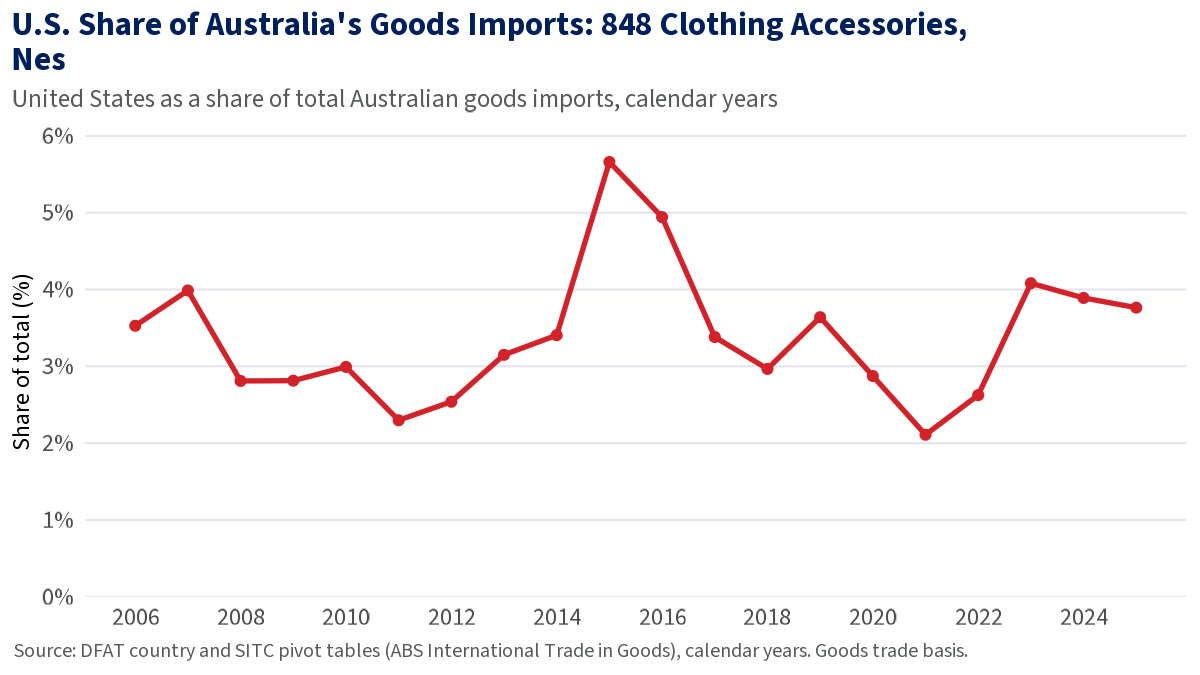 U.S. Share of Australia's Goods Imports: 848 Clothing Accessories,
Nes
United States as a share of total Australian goods imports, calendar years
6%
5%
4%
3%
2%
1%
0%
Share of total (%)
2006 2008 2010 2012 2014 2016 2018 2020 2022 2024
Source: DFAT country and SITC pivot tables (ABS International Trade in Goods), calendar years. Goods trade basis.